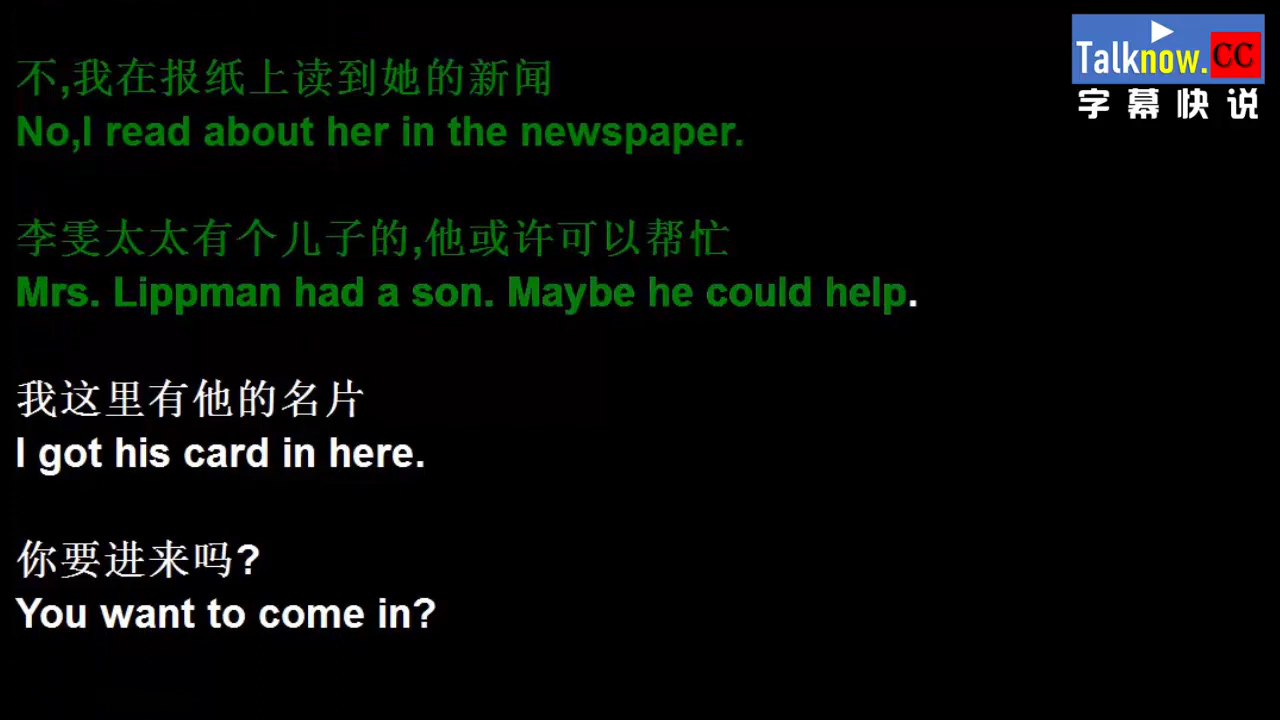 Talknow.CC
字幕快说
不,我在报纸上读到她的新闻
No,I read about her in the newspaper.
李雯太太有个儿子的,他或许可以帮忙
Mrs. Lippman had a son. Maybe he could help.
我这里有他的名片
I got his card in here.
你要进来吗?
You want to come in?